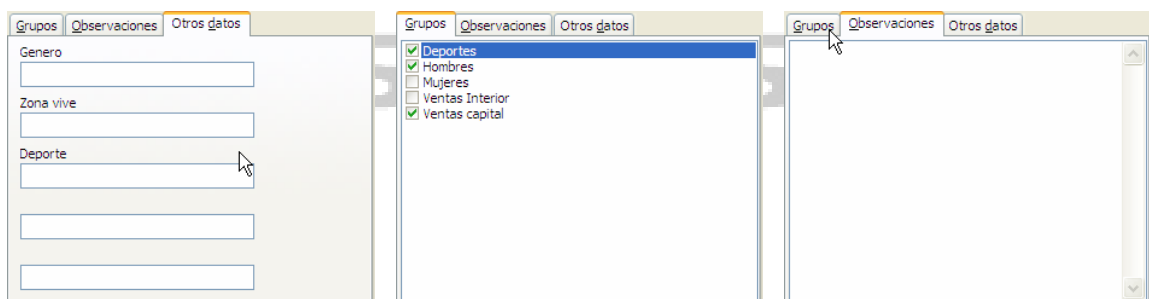 Grupos Observaciones Otros datos
Genero
Zona vive
Deporte
Grupos Observaciones Otros datos
Deportes
Hombres
Mujeres
Ventas Interior
Ventas capital
Grupos Observaciones Otros datos